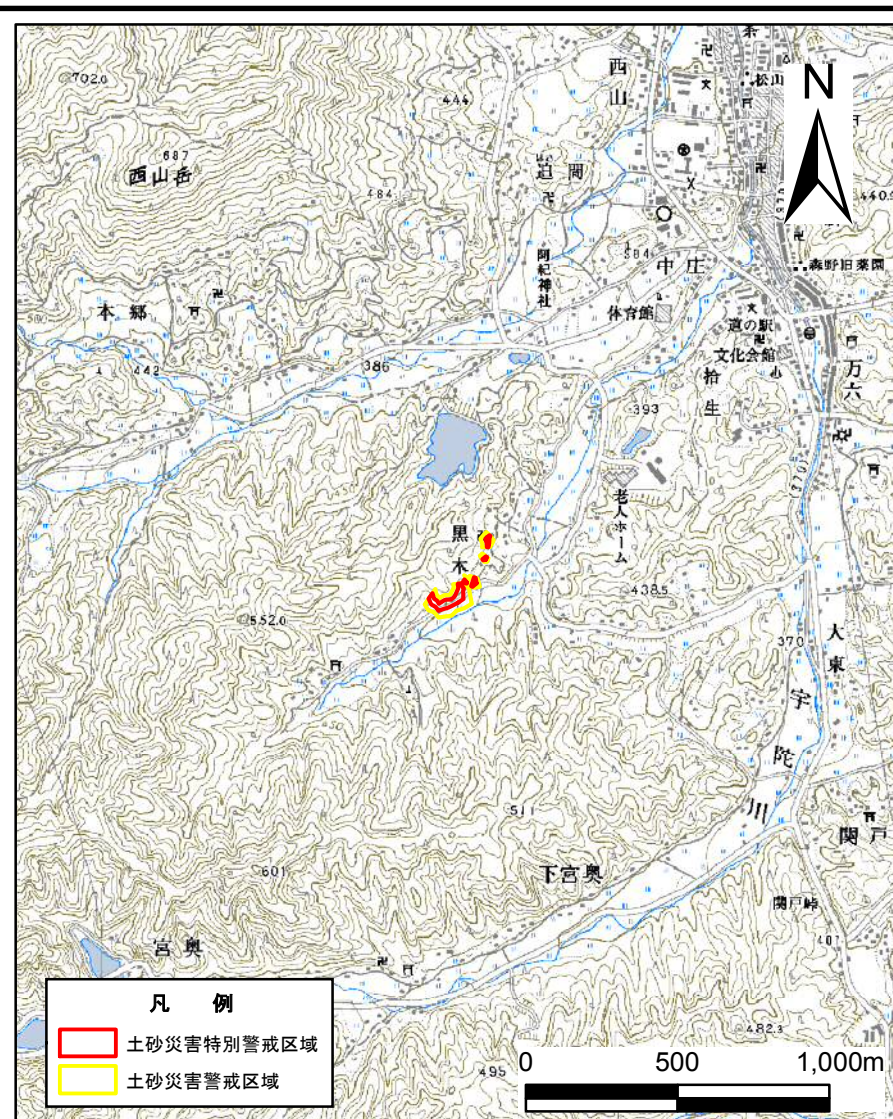 西山
松山
N
702.0
444
687
西山岳
迫間
484
440.
阿紀神社
中庄
森野旧薬園
本郷
体育館
道の駅
文化会館
386
442
拾生
万六
393
370
老人ホーム
黒木
438.5
552.0
370
大東
宇陀川
511
関戸
601
下宮奥
関戸峠
宮奥
407
凡例
土砂災害特別警戒区域
土砂災害警戒区域
482.3
495
0 500 1,000m